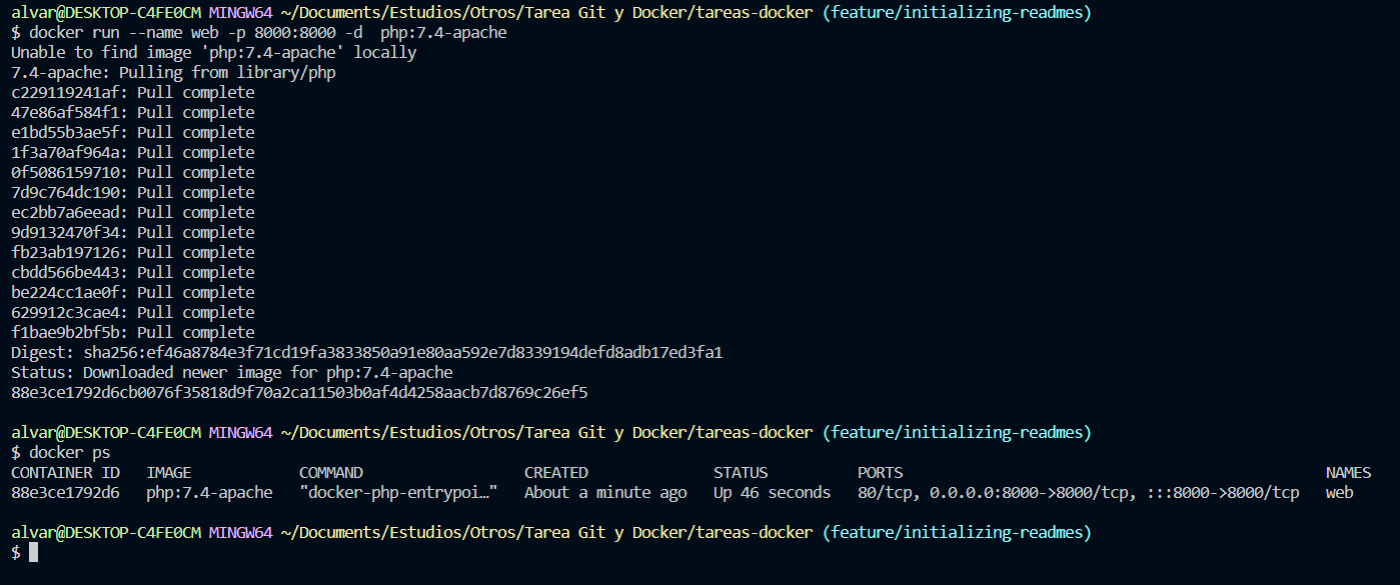 alvar@DESKTOP-C4FE0CM MINGW64 ~/Documents/Estudios/Otros/Tarea Git y Docker/tareas-docker (feature/initializing-readmes)
$ docker run --name web -p 8000:8000 -d  php:7.4-apache
Unable to find image 'php:7.4-apache' locally
7.4-apache: Pulling from library/php
c229119241af: Pull complete
47e86af584f1: Pull complete
e1bd55b3ae5f: Pull complete
1f3a70af964a: Pull complete
0f5086159710: Pull complete
7d9c764dc190: Pull complete
ec2bb7a6eead: Pull complete
9d9132470f34: Pull complete
fb23ab197126: Pull complete
cbdd566be443: Pull complete
be224cc1ae0f: Pull complete
629912c3cae4: Pull complete
f1bae9b2bf5b: Pull complete
Digest: sha256:ef46a8784e3f71cd19fa3833850a91e80aa592e7d8339194defd8adb17ed3fa1
Status: Downloaded newer image for php:7.4-apache
88e3ce1792d6cb0076f35818d9f70a2ca11503b0af4d4258aacb7d8769c26ef5
alvar@DESKTOP-C4FE0CM MINGW64 ~/Documents/Estudios/Otros/Tarea Git y Docker/tareas-docker (feature/initializing-readmes)
$ docker ps
CONTAINER ID   IMAGE            COMMAND                  CREATED              STATUS          PORTS                                               NAMES
88e3ce1792d6   php:7.4-apache   "docker-php-entrypoi…"   About a minute ago   Up 46 seconds   80/tcp, 0.0.0.0:8000->8000/tcp, :::8000->8000/tcp   web
alvar@DESKTOP-C4FE0CM MINGW64 ~/Documents/Estudios/Otros/Tarea Git y Docker/tareas-docker (feature/initializing-readmes)
$